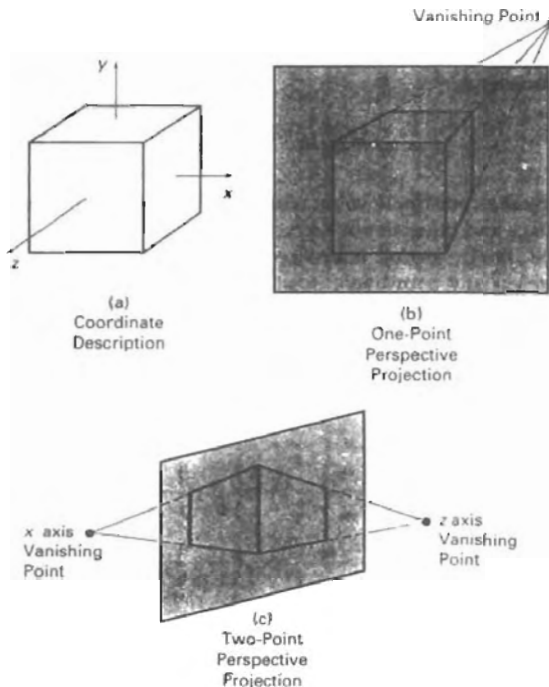 Vanishing Point
y
x
z
(a)
Coordinate
Description
(b)
One-Point
Perspective
Projection
x axis
Vanishing
Point
z axis
Vanishing
Point
(c)
Two-Point
Perspective
Projection